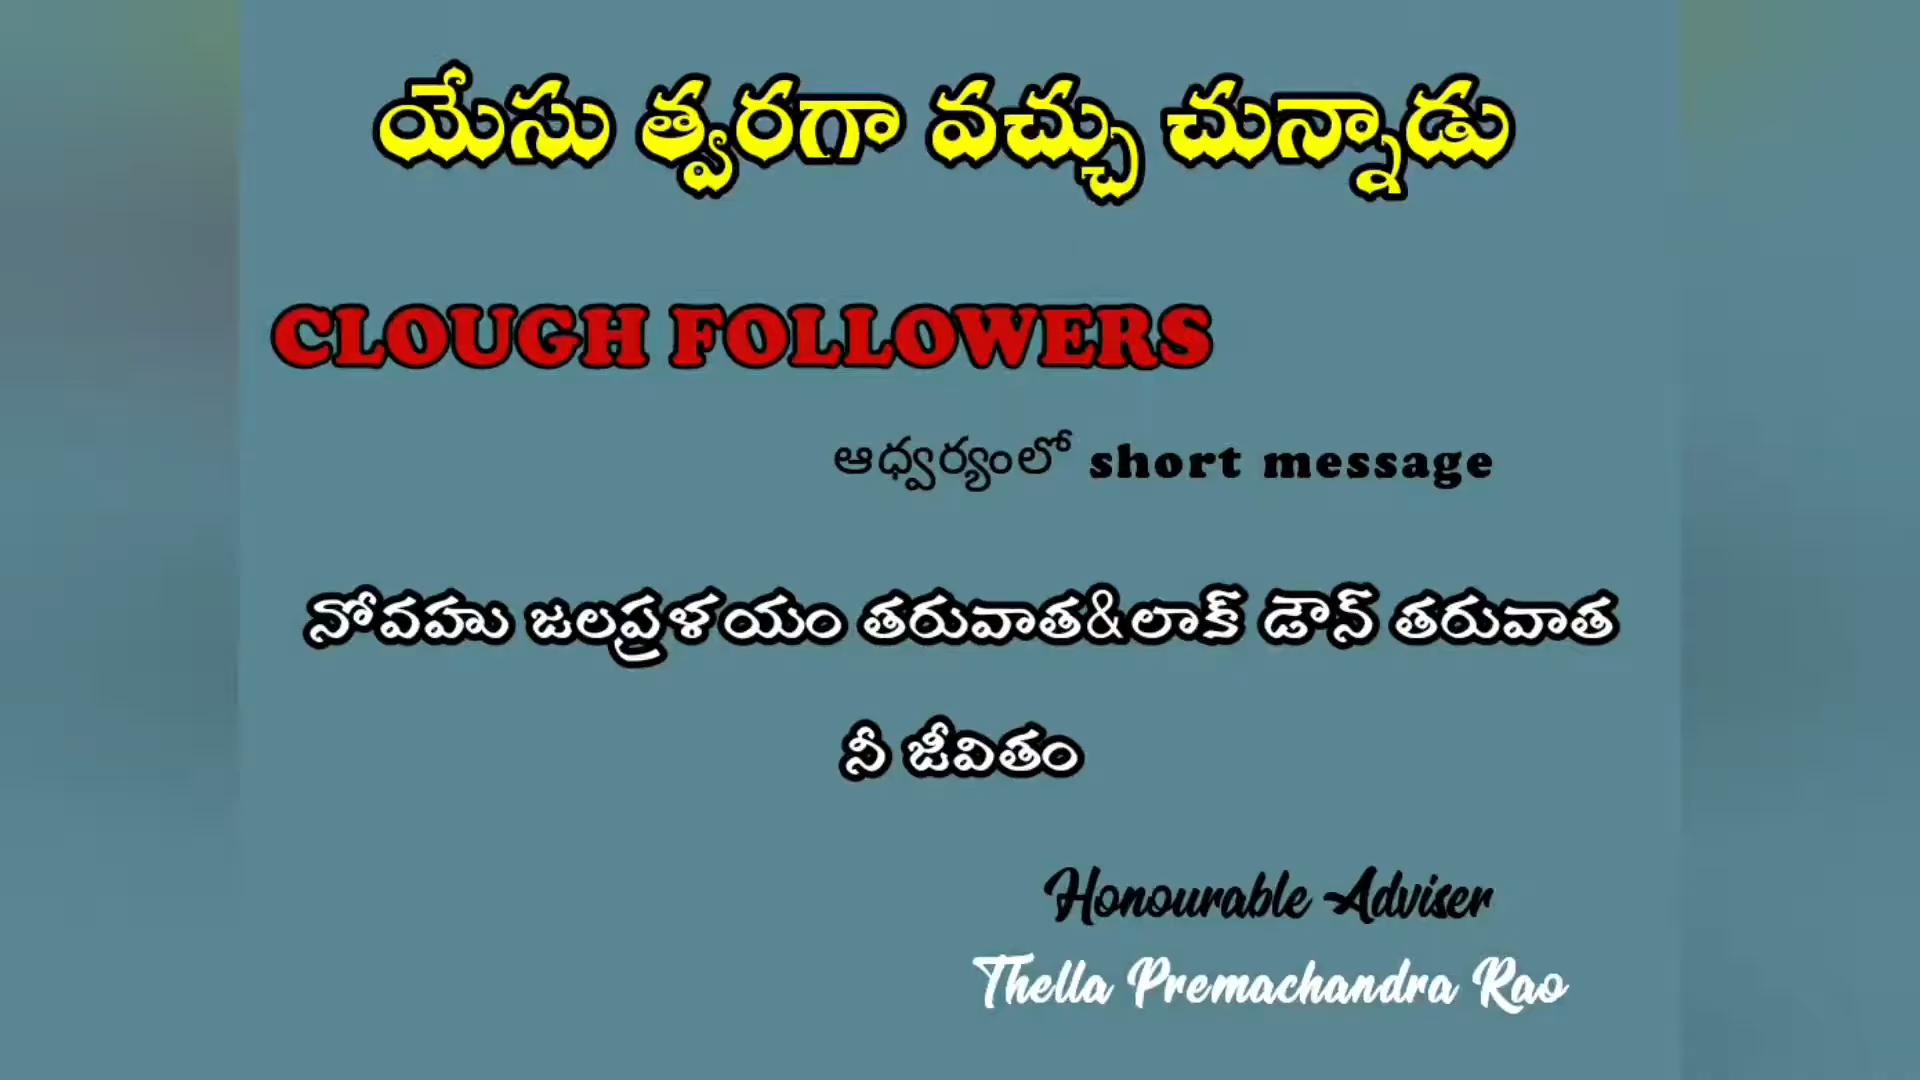 యేసు త్వరగా వచ్చు చున్నాడు
CLOUGH FOLLOWERS
ఆధ్వర్యంలో short message
నోవహు జలప్రళయం తరువాత&లాక్ డౌన్ తరువాత
నీ జీవితం
Honourable Adviser
Thella Premachandra Rao